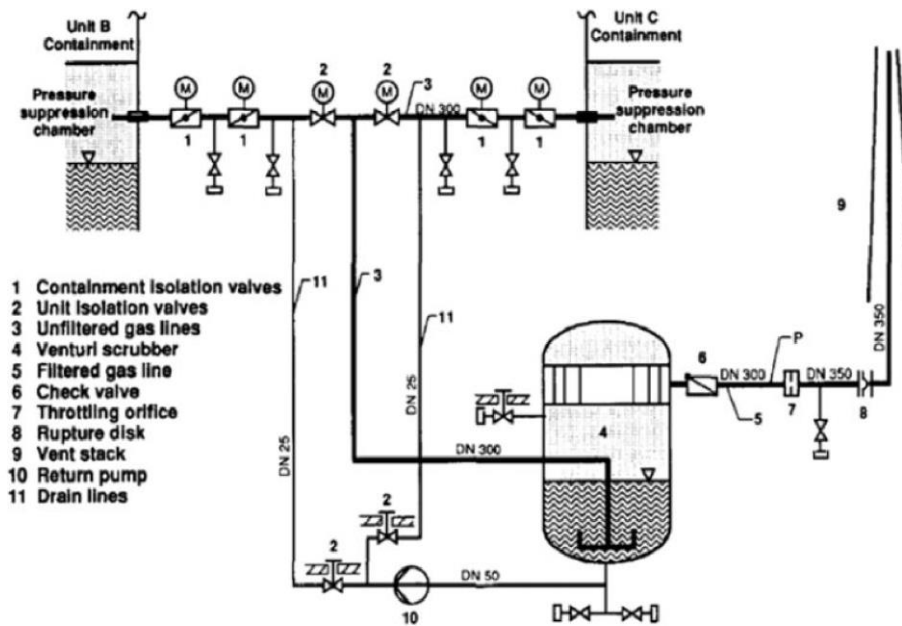 Unit B
Containment
Unit C
Containment
2
2
3
M
M
M
M
M
M
DN 300
Pressure
suppression
chamber
Pressure
suppression
chamber
1
1
1
1
9
11
3
11
1 Containment isolation valves
2 Unit isolation valves
3 Unfiltered gas lines
4 Venturi scrubber
5 Filtered gas line
6 Check valve
7 Throttling orifice
8 Rupture disk
9 Vent stack
10 Return pump
11 Drain lines
DN 25
DN 25
DN 350
6
P
DN 300
DN 350
5
7
8
4
DN 300
2
2
DN 50
10